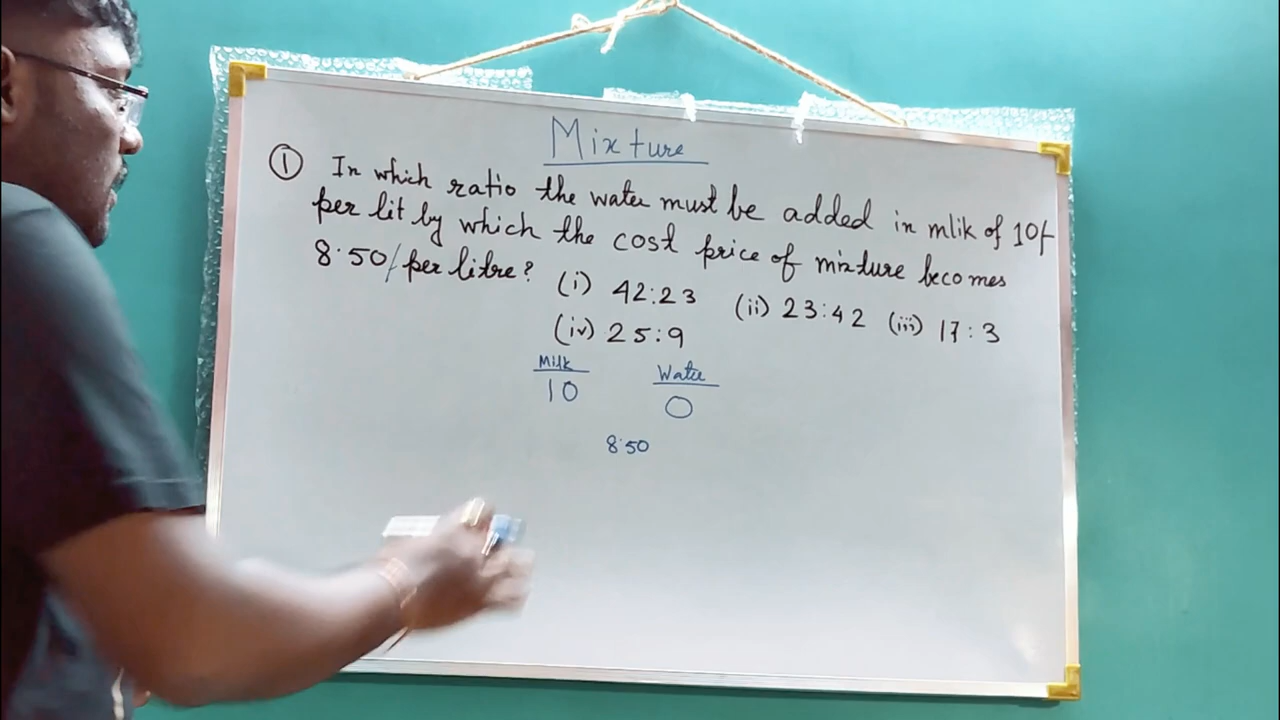 Mixture
① In which ratio the water must be added in mlik of 10/-
per lit by which the cost price of mixture becomes
8.50/per litre? (i) 42:23 (ii) 23:42 (iii) 17:3
(iv) 25:9
Milk Water
10 0
8.50